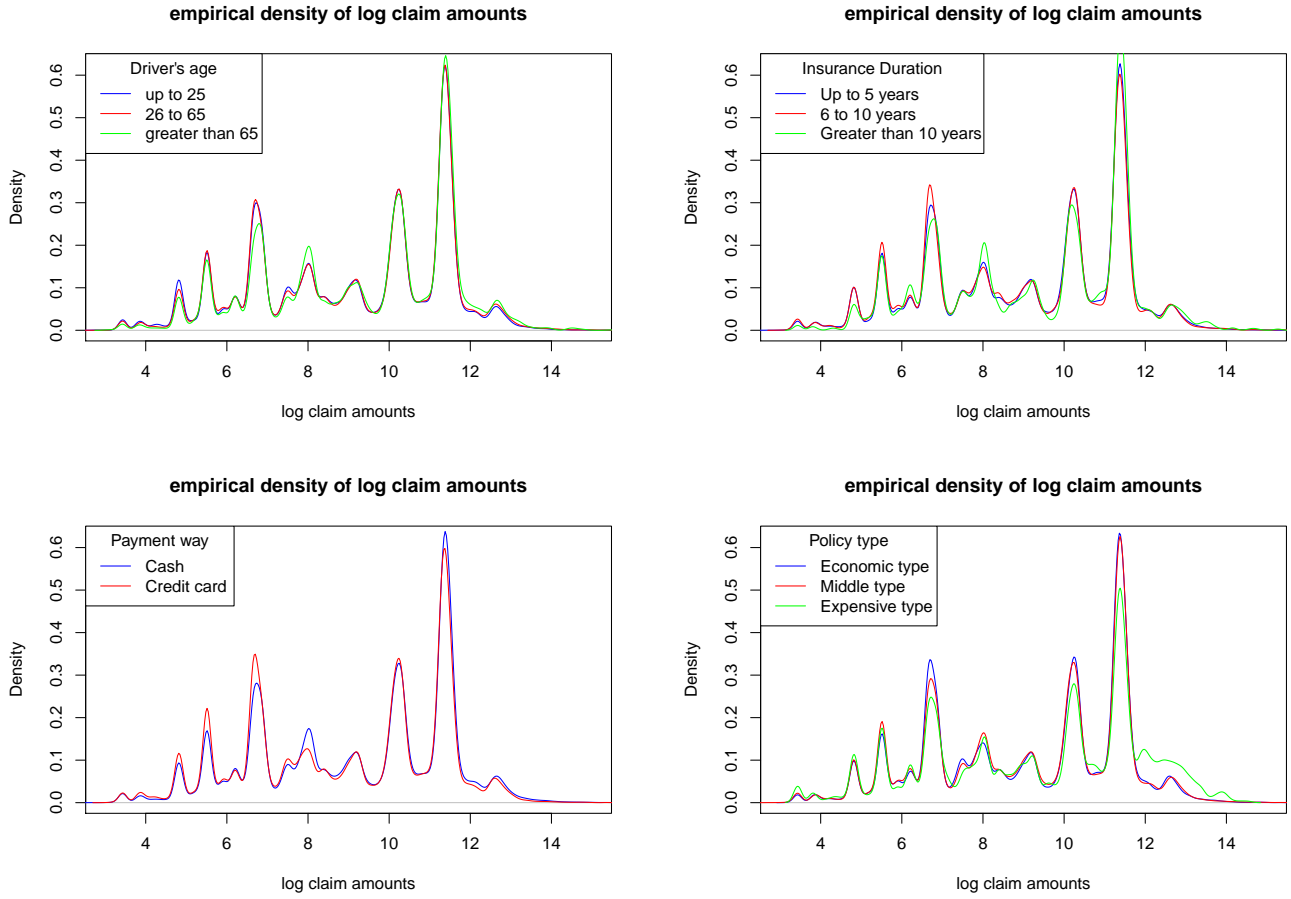 empirical density of log claim amounts
Driver's age
up to 25
26 to 65
greater than 65
Density
0.0 0.1 0.2 0.3 0.4 0.5 0.6
4 6 8 10 12 14
log claim amounts
empirical density of log claim amounts
Insurance Duration
Up to 5 years
6 to 10 years
Greater than 10 years
Density
0.0 0.1 0.2 0.3 0.4 0.5 0.6
4 6 8 10 12 14
log claim amounts
empirical density of log claim amounts
Payment way
Cash
Credit card
Density
0.0 0.1 0.2 0.3 0.4 0.5 0.6
4 6 8 10 12 14
log claim amounts
empirical density of log claim amounts
Policy type
Economic type
Middle type
Expensive type
Density
0.0 0.1 0.2 0.3 0.4 0.5 0.6
4 6 8 10 12 14
log claim amounts